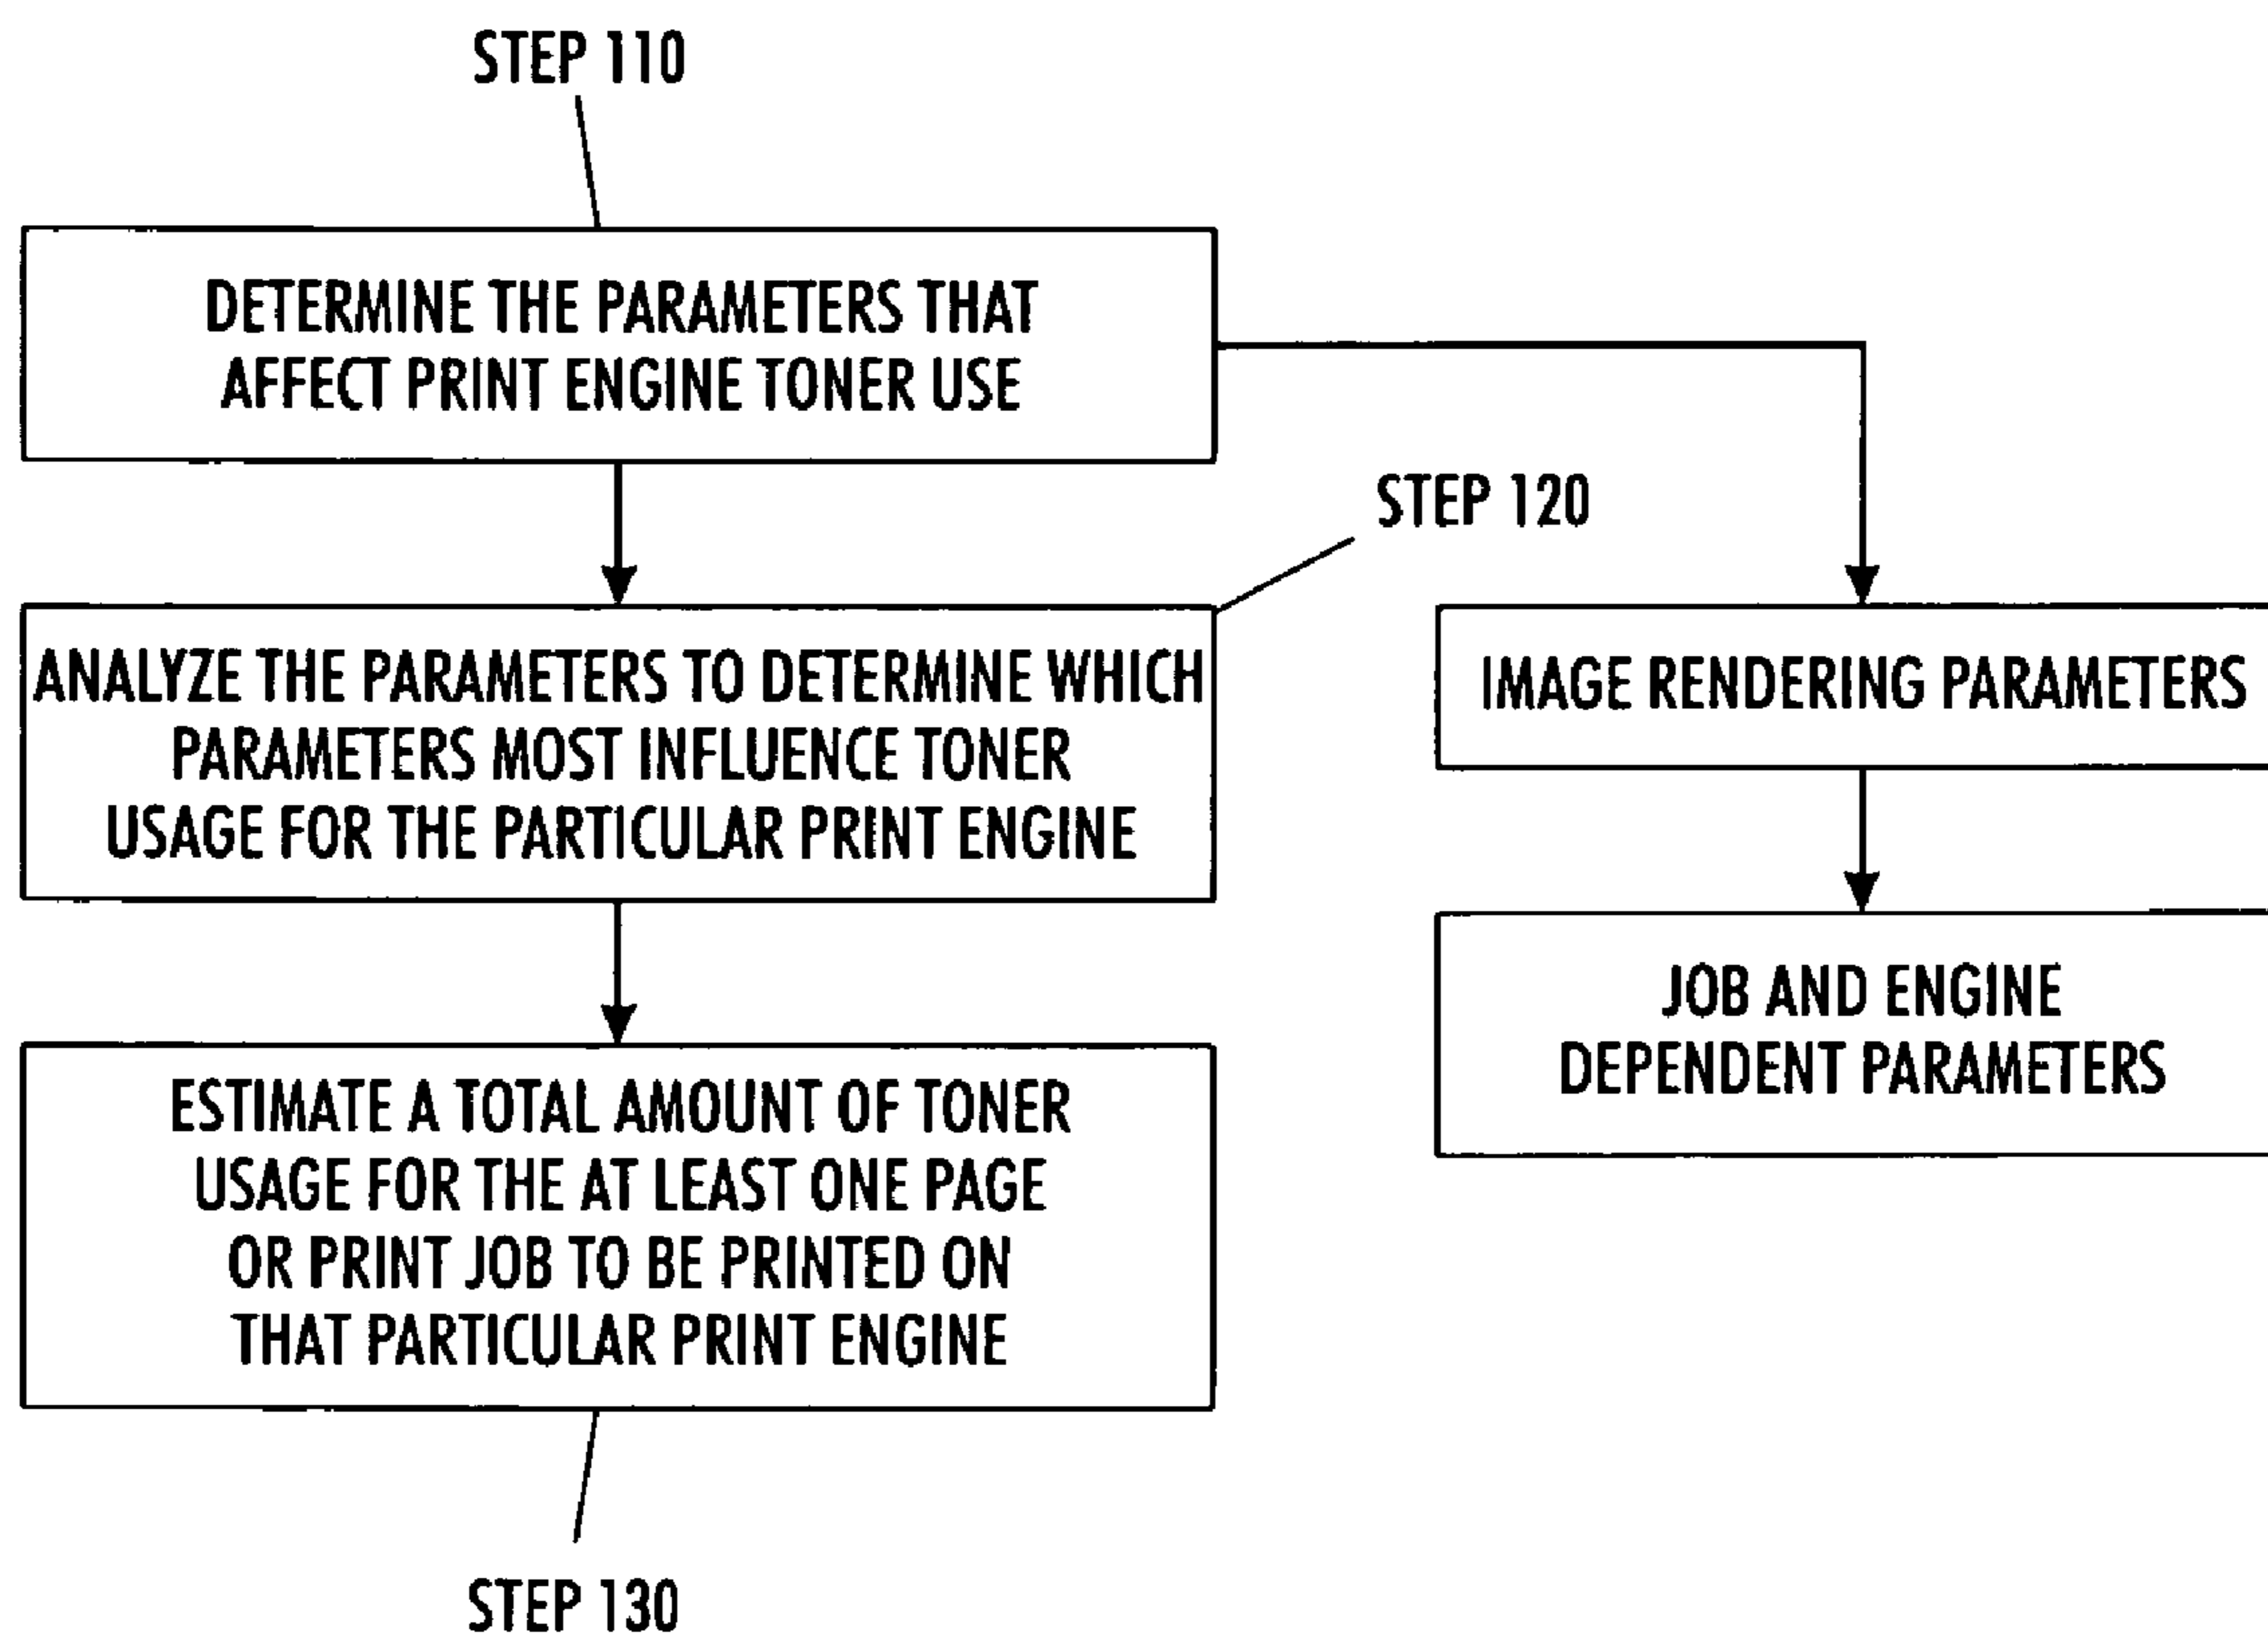 STEP 110
DETERMINE THE PARAMETERS THAT
AFFECT PRINT ENGINE TONER USE
STEP 120
ANALYZE THE PARAMETERS TO DETERMINE WHICH
PARAMETERS MOST INFLUENCE TONER
USAGE FOR THE PARTICULAR PRINT ENGINE
IMAGE RENDERING PARAMETERS
JOB AND ENGINE
DEPENDENT PARAMETERS
ESTIMATE A TOTAL AMOUNT OF TONER
USAGE FOR THE AT LEAST ONE PAGE
OR PRINT JOB TO BE PRINTED ON
THAT PARTICULAR PRINT ENGINE
STEP 130